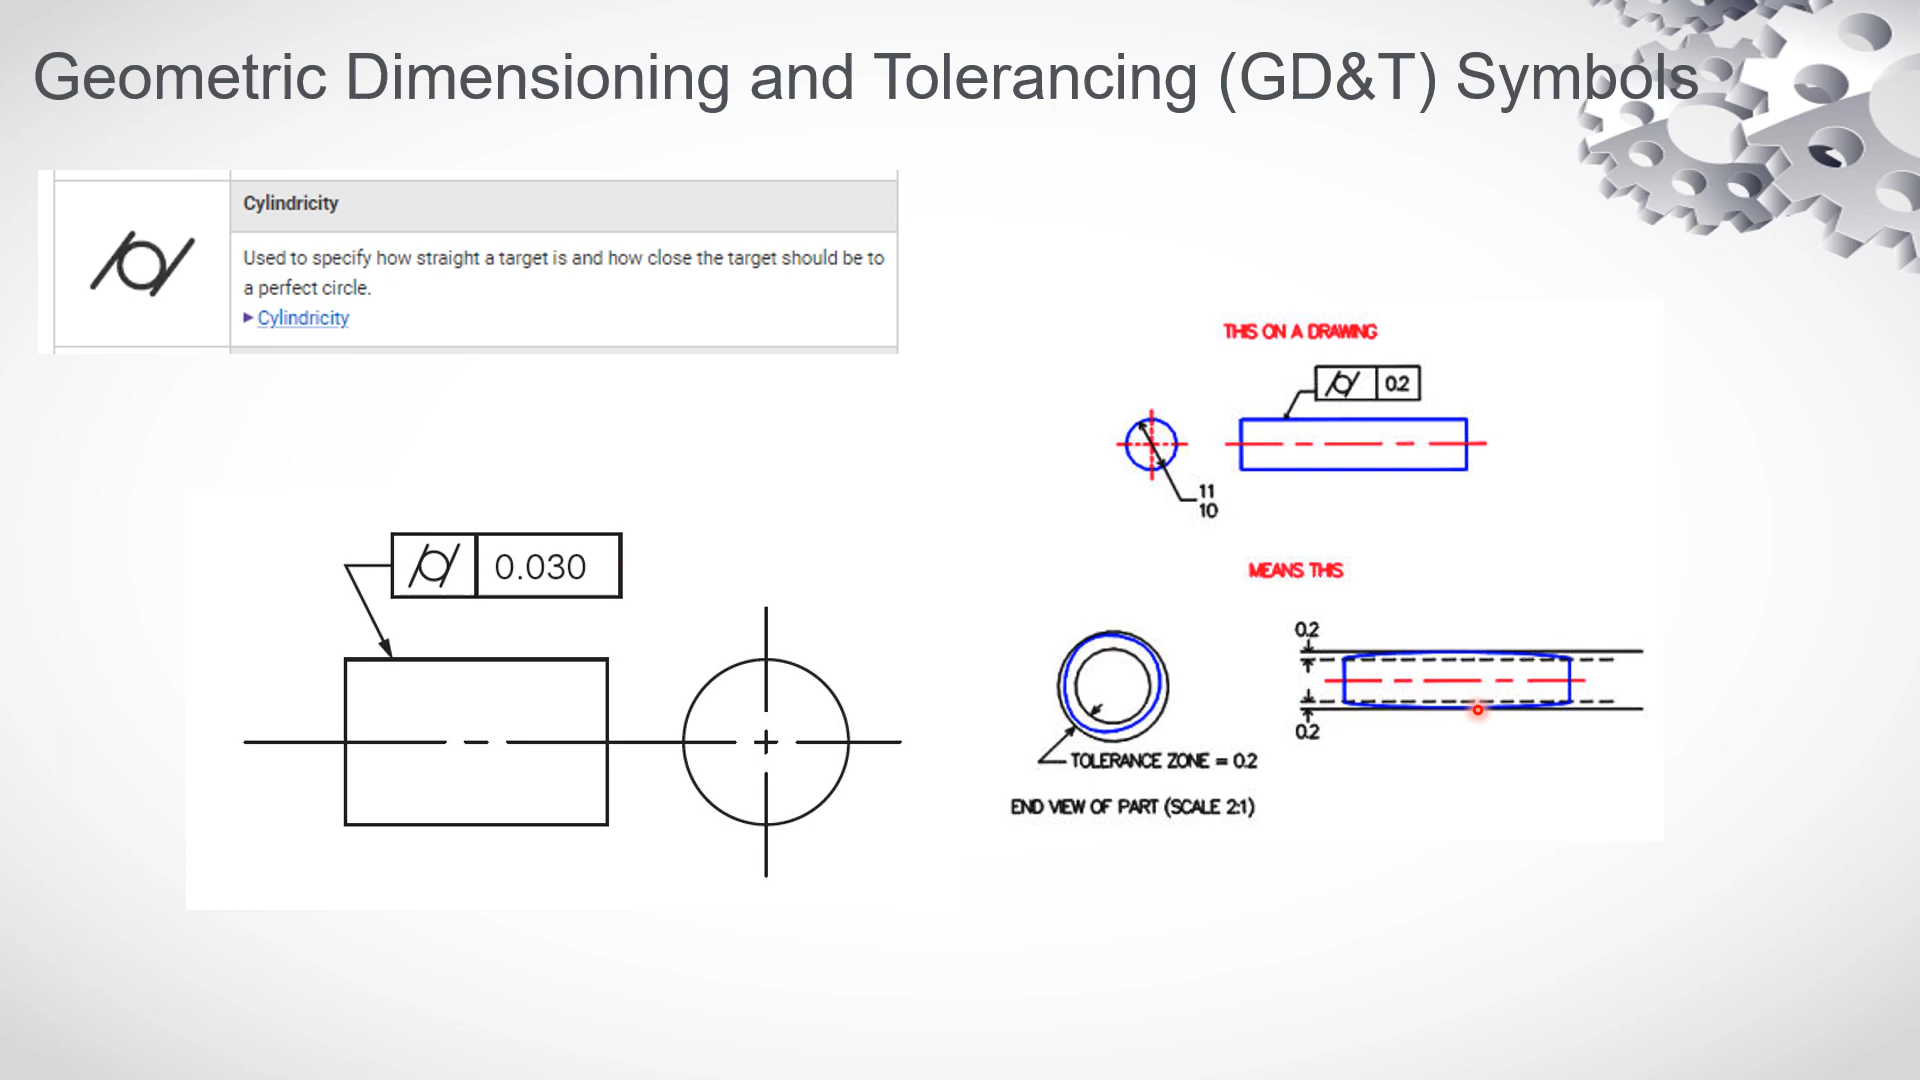 Geometric Dimensioning and Tolerancing (GD&T) Symbols
Cylindricity
Used to specify how straight a target is and how close the target should be to
a perfect circle.
Cylindricity
THIS ON A DRAWING
0.2
11
10
0.030
MEANS THIS
0.2
0.2
TOLERANCE ZONE = 0.2
END VIEW OF PART (SCALE 2:1)